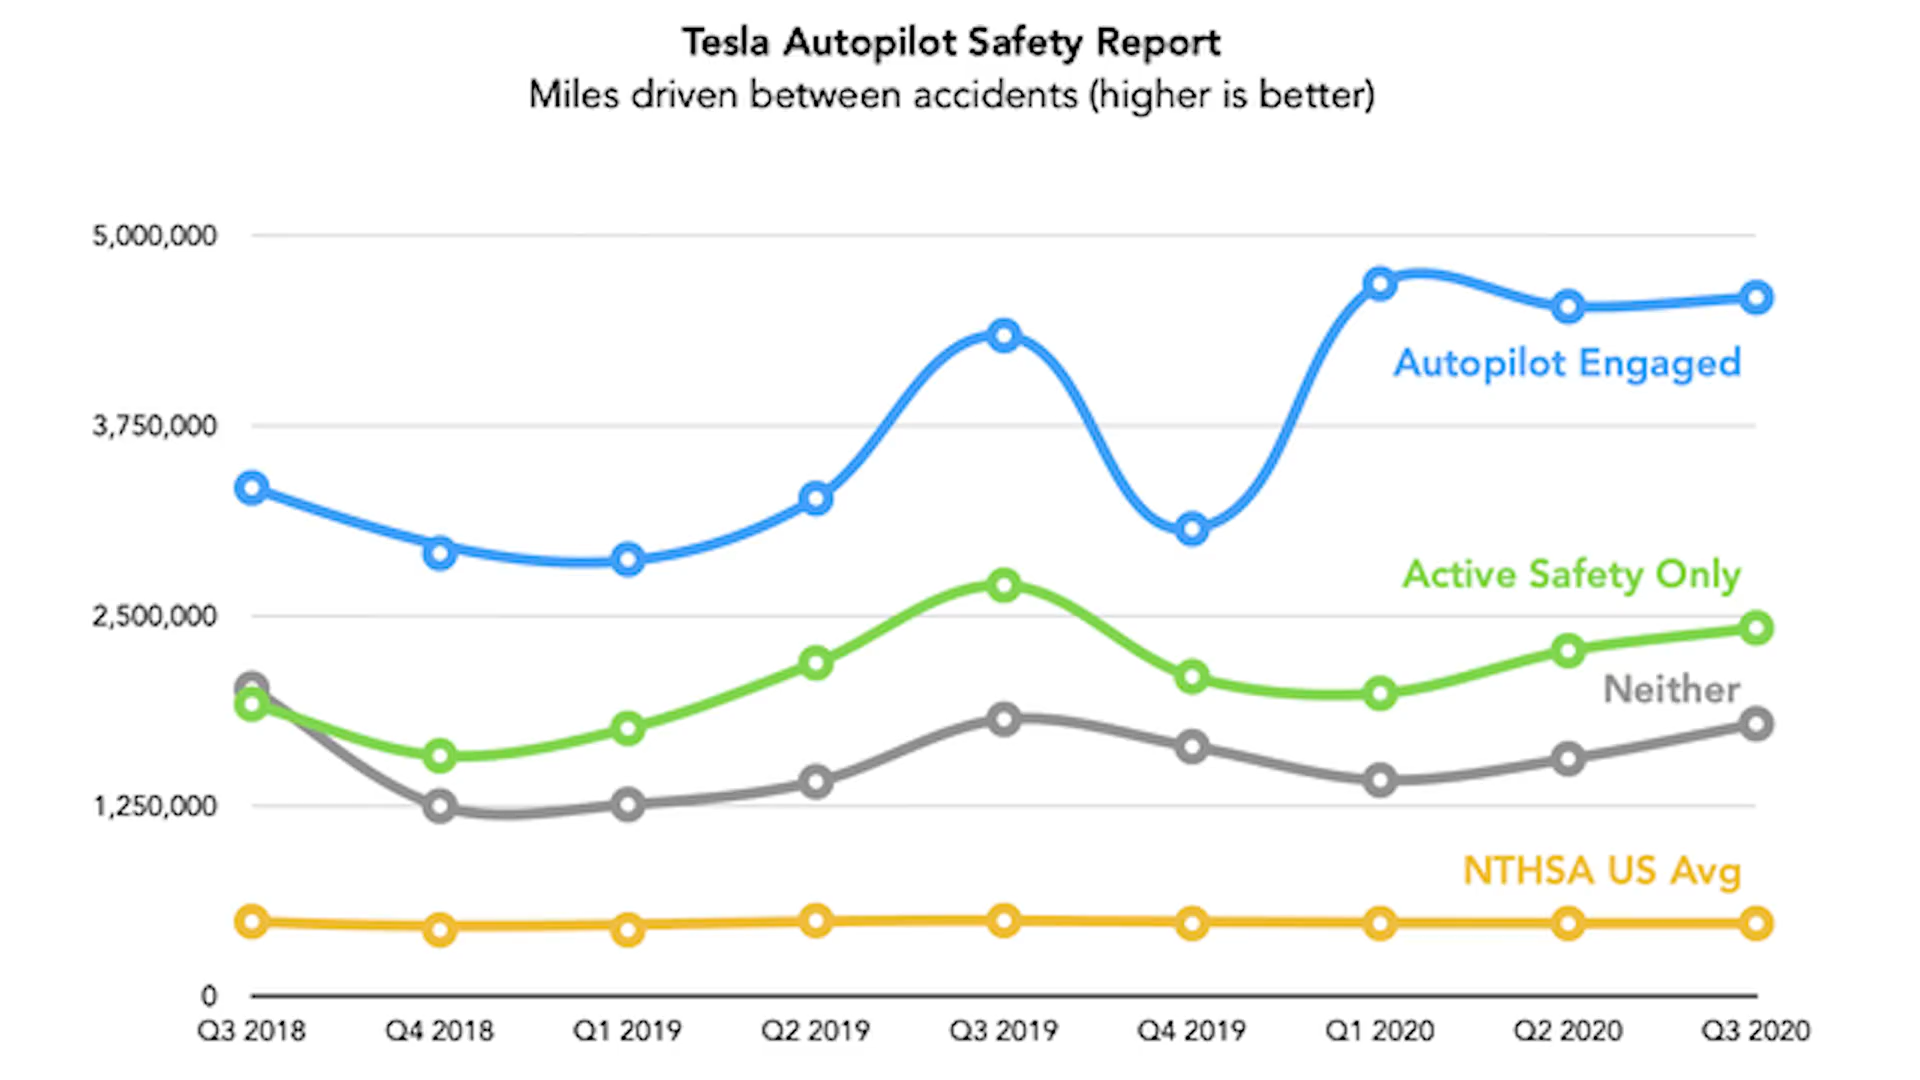 Tesla Autopilot Safety Report
Miles driven between accidents (higher is better)
5,000,000
Autopilot Engaged
3,750,000
Active Safety Only
2,500,000
Neither
1,250,000
NTHSA US Avg
0
Q3 2018 Q4 2018 Q1 2019 Q2 2019 Q3 2019 Q4 2019 Q1 2020 Q2 2020 Q3 2020